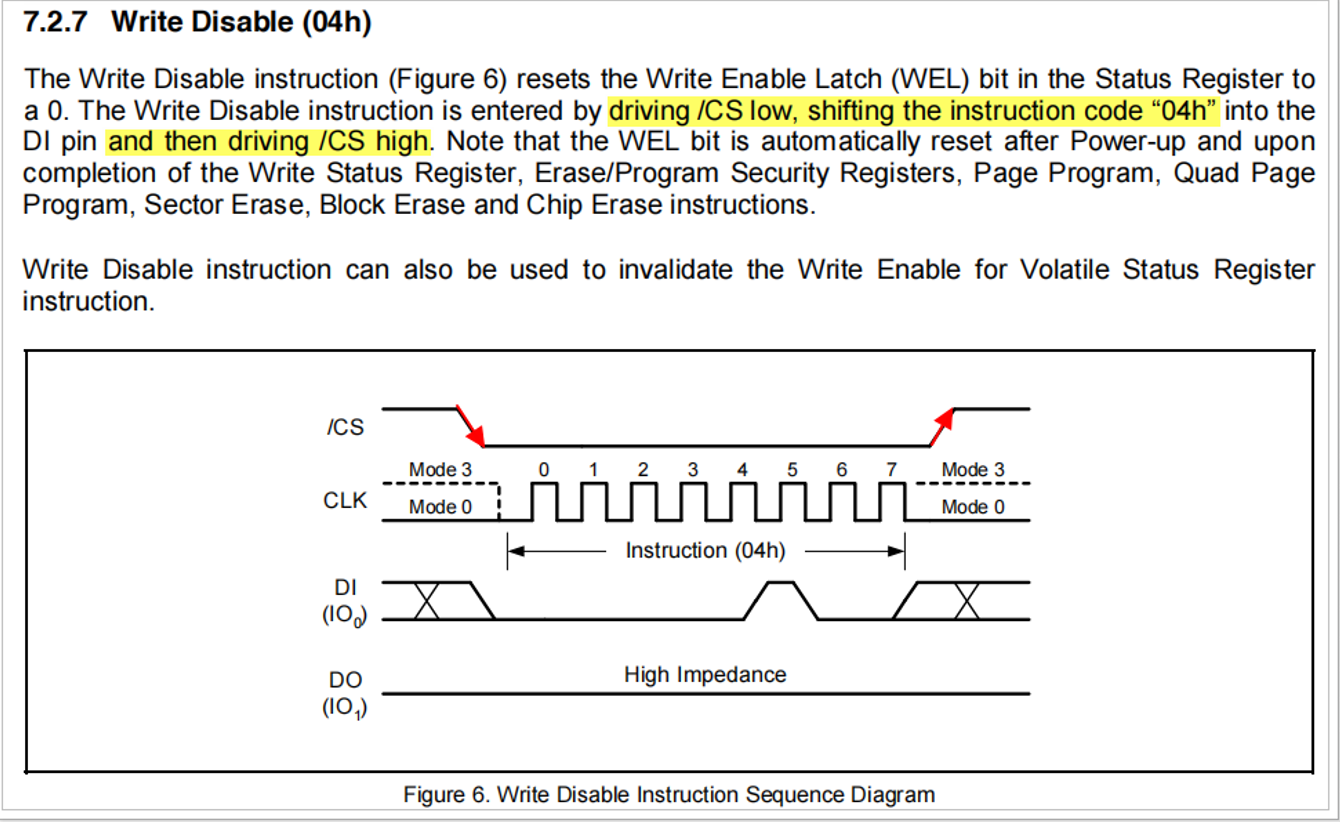 7.2.7 Write Disable (04h)
The Write Disable instruction (Figure 6) resets the Write Enable Latch (WEL) bit in the Status Register to
a 0. The Write Disable instruction is entered by driving /CS low, shifting the instruction code “04h” into the
DI pin and then driving /CS high. Note that the WEL bit is automatically reset after Power-up and upon
completion of the Write Status Register, Erase/Program Security Registers, Page Program, Quad Page
Program, Sector Erase, Block Erase and Chip Erase instructions.
Write Disable instruction can also be used to invalidate the Write Enable for Volatile Status Register
instruction.
/CS
Mode 3 0 1 2 3 4 5 6 7 Mode 3
CLK
Mode 0 Mode 0
Instruction (04h)
DI
(IO0)
High Impedance
DO
(IO1)
Figure 6. Write Disable Instruction Sequence Diagram